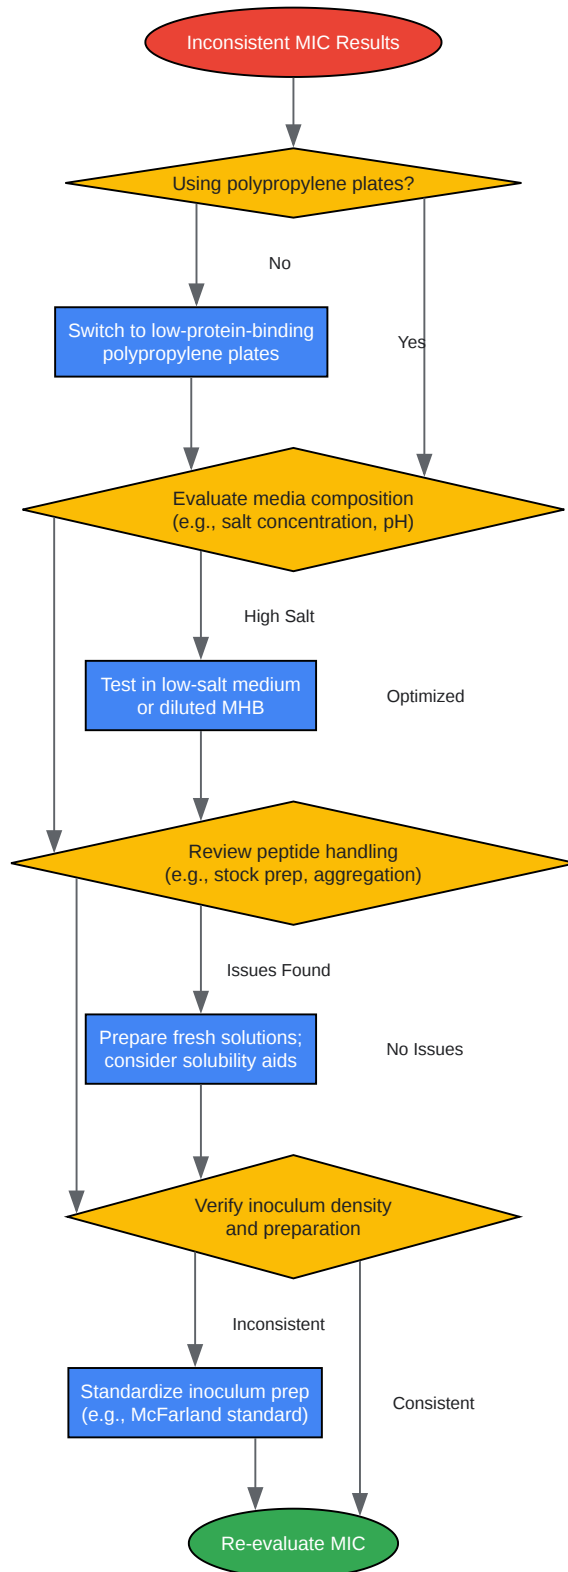 Inconsistent MIC Results
Using polypropylene plates?
No
Switch to low-protein-binding
polypropylene plates
Yes
Evaluate media composition
(e.g., salt concentration, pH)
High Salt
Test in low-salt medium
or diluted MHB
Optimized
Review peptide handling
(e.g., stock prep, aggregation)
Issues Found
Prepare fresh solutions;
consider solubility aids
No Issues
Verify inoculum density
and preparation
Inconsistent
Standardize inoculum prep
(e.g., McFarland standard)
Consistent
Re-evaluate MIC